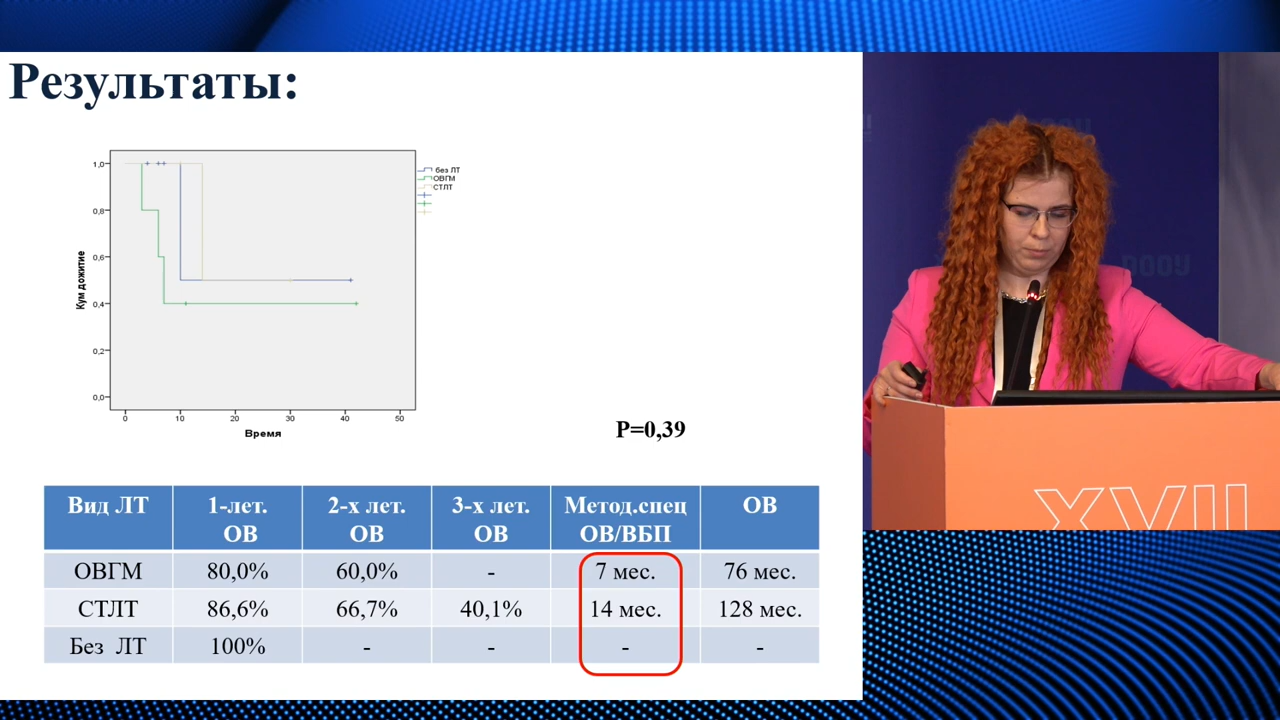 Результаты:
1,0
0,8
0,6
0,4
0,2
0,0
Кум дожитие
0 10 20 30 40 50
Время
без ЛТ
ОВГМ
СТЛТ
P=0,39
Вид ЛТ 1-лет. ОВ 2-х лет. ОВ 3-х лет. ОВ Метод.спец ОВ/ВБП ОВ
ОВГМ 80,0% 60,0% - 7 мес. 76 мес.
СТЛТ 86,6% 66,7% 40,1% 14 мес. 128 мес.
Без ЛТ 100% - - - -
XVII